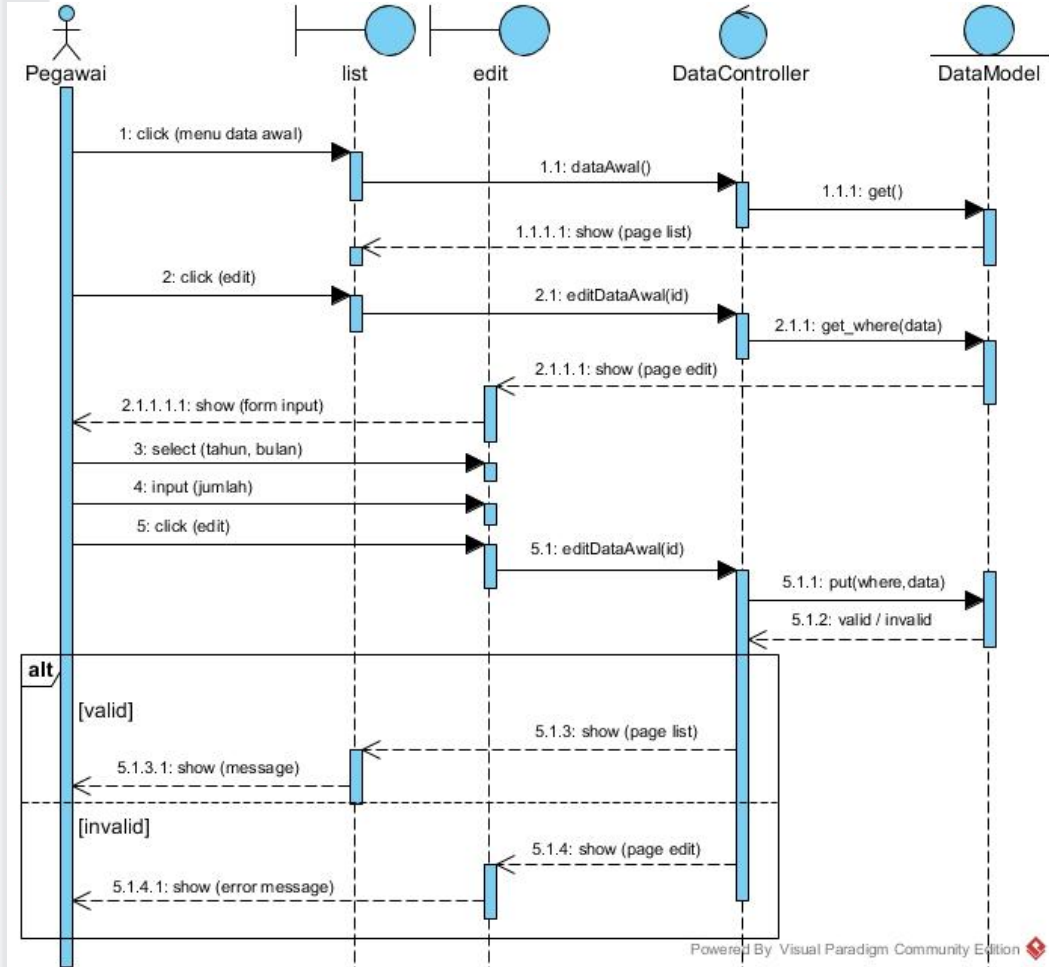 Pegawai
list
edit
DataController
DataModel
1: click (menu data awal)
1.1: dataAwal()
1.1.1: get()
1.1.1.1: show (page list)
2: click (edit)
2.1: editDataAwal(id)
2.1.1: get_where(data)
2.1.1.1: show (page edit)
2.1.1.1.1: show (form input)
3: select (tahun, bulan)
4: input (jumlah)
5: click (edit)
5.1: editDataAwal(id)
5.1.1: put(where,data)
5.1.2: valid / invalid
alt
[valid]
5.1.3: show (page list)
5.1.3.1: show (message)
[invalid]
5.1.4: show (page edit)
5.1.4.1: show (error message)
Powered By Visual Paradigm Community Edition